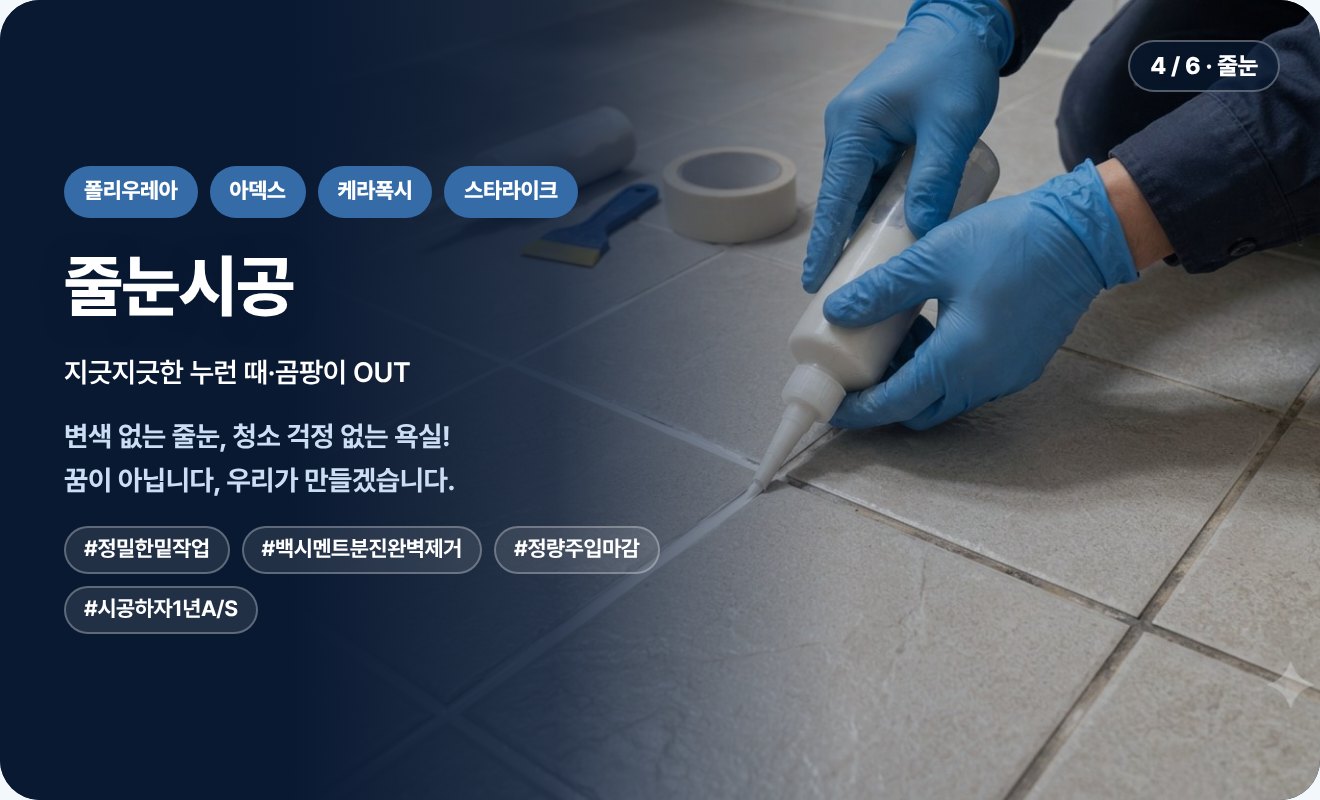 4 / 6 · 줄눈
폴리우레아 아덱스 케라폭시 스타라이크
줄눈시공
지긋지긋한 누런 때·곰팡이 OUT
변색 없는 줄눈, 청소 걱정 없는 욕실!
꿈이 아닙니다, 우리가 만들겠습니다.
#정밀한밑작업 #백시멘트분진완벽제거 #정량주입마감
#시공하자1년A/S